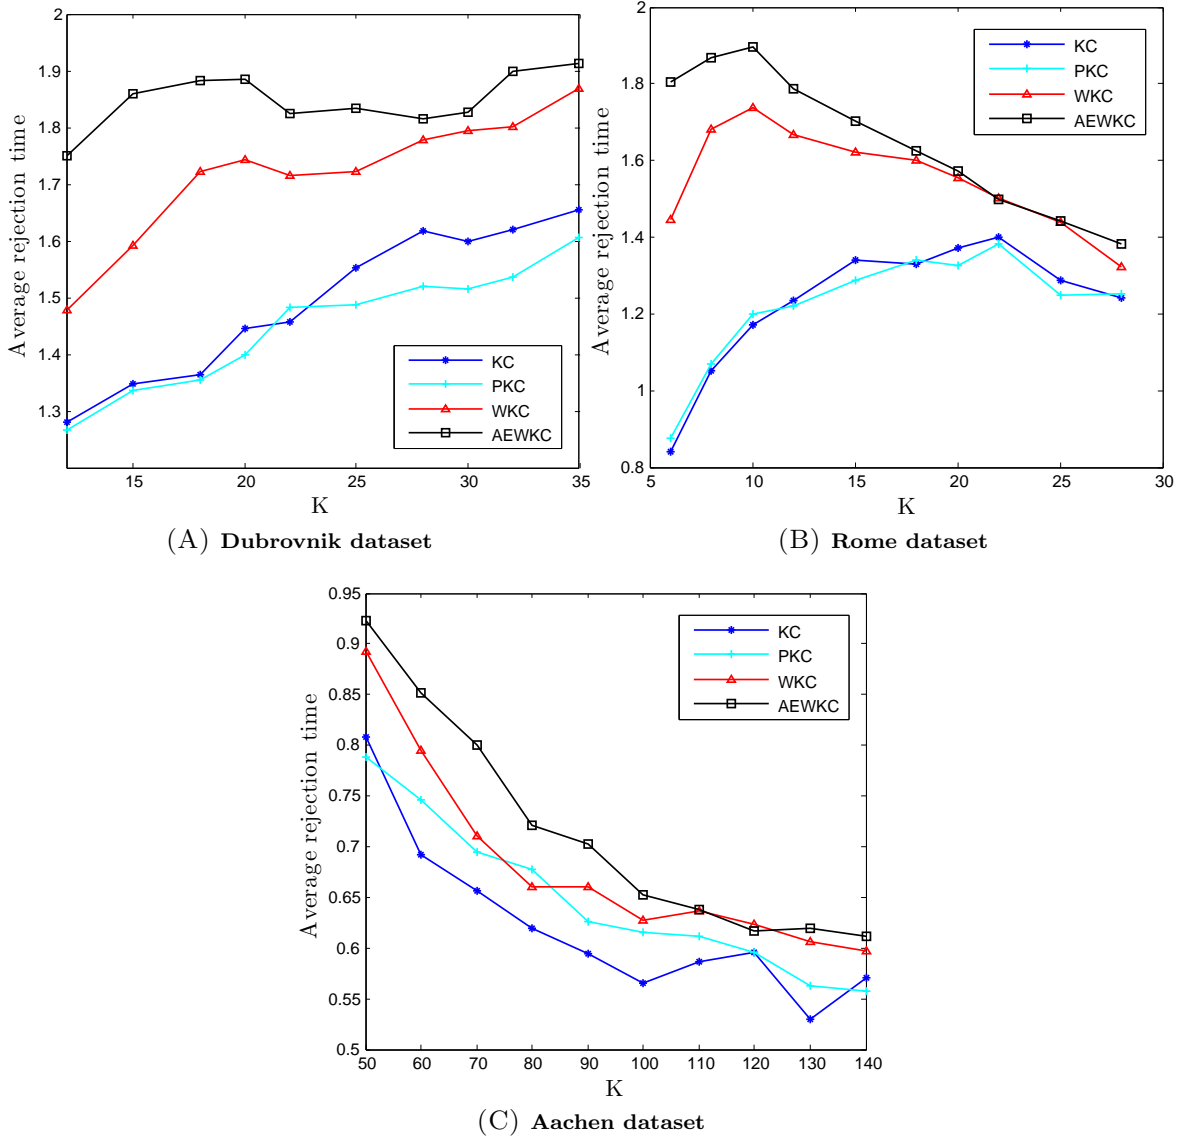 2
1.9
1.8
1.7
1.6
1.5
1.4
1.3
Average rejection time
KC
PKC
WKC
AEWKC
15 20 25 30 35
K
(A) Dubrovnik dataset
2
1.8
1.6
1.4
1.2
1
0.8
Average rejection time
KC
PKC
WKC
AEWKC
5 10 15 20 25 30
K
(B) Rome dataset
0.95
0.9
0.85
0.8
0.75
0.7
0.65
0.6
0.55
0.5
Average rejection time
KC
PKC
WKC
AEWKC
50 60 70 80 90 100 110 120 130 140
K
(C) Aachen dataset